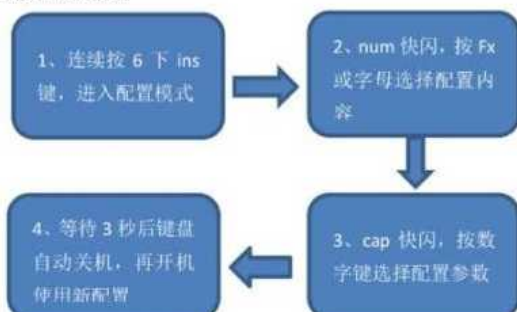 1、连续按 6 下 ins
键，进入配置模式
2、num 快闪，按 Fx
或字母选择配置内
容
3、cap 快闪，按数
字键选择配置参数
4、等待 3 秒后键盘
自动关机，再开机
使用新配置